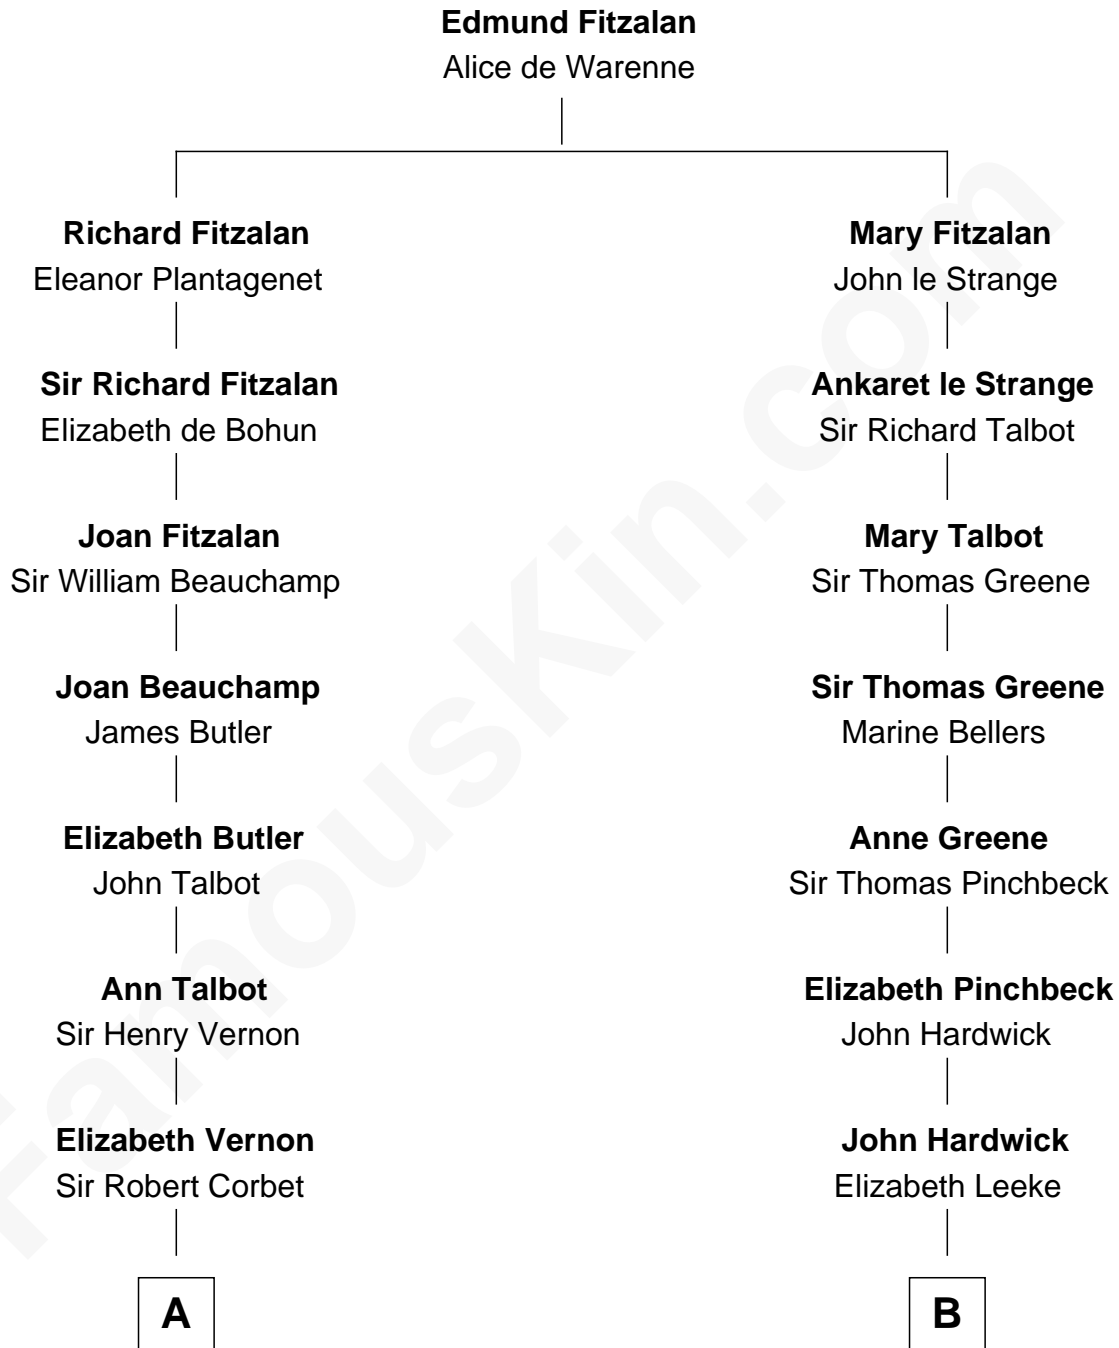 Edmund Fitzalan
Alice de Warenne
Richard Fitzalan
Eleanor Plantagenet
Mary Fitzalan
John le Strange
Sir Richard Fitzalan
Elizabeth de Bohun
Ankaret le Strange
Sir Richard Talbot
Joan Fitzalan
Sir William Beauchamp
Mary Talbot
Sir Thomas Greene
Joan Beauchamp
James Butler
Sir Thomas Greene
Marine Bellers
Elizabeth Butler
John Talbot
Anne Greene
Sir Thomas Pinchbeck
Ann Talbot
Sir Henry Vernon
Elizabeth Pinchbeck
John Hardwick
Elizabeth Vernon
Sir Robert Corbet
John Hardwick
Elizabeth Leeke
A
B
FamousKin.com